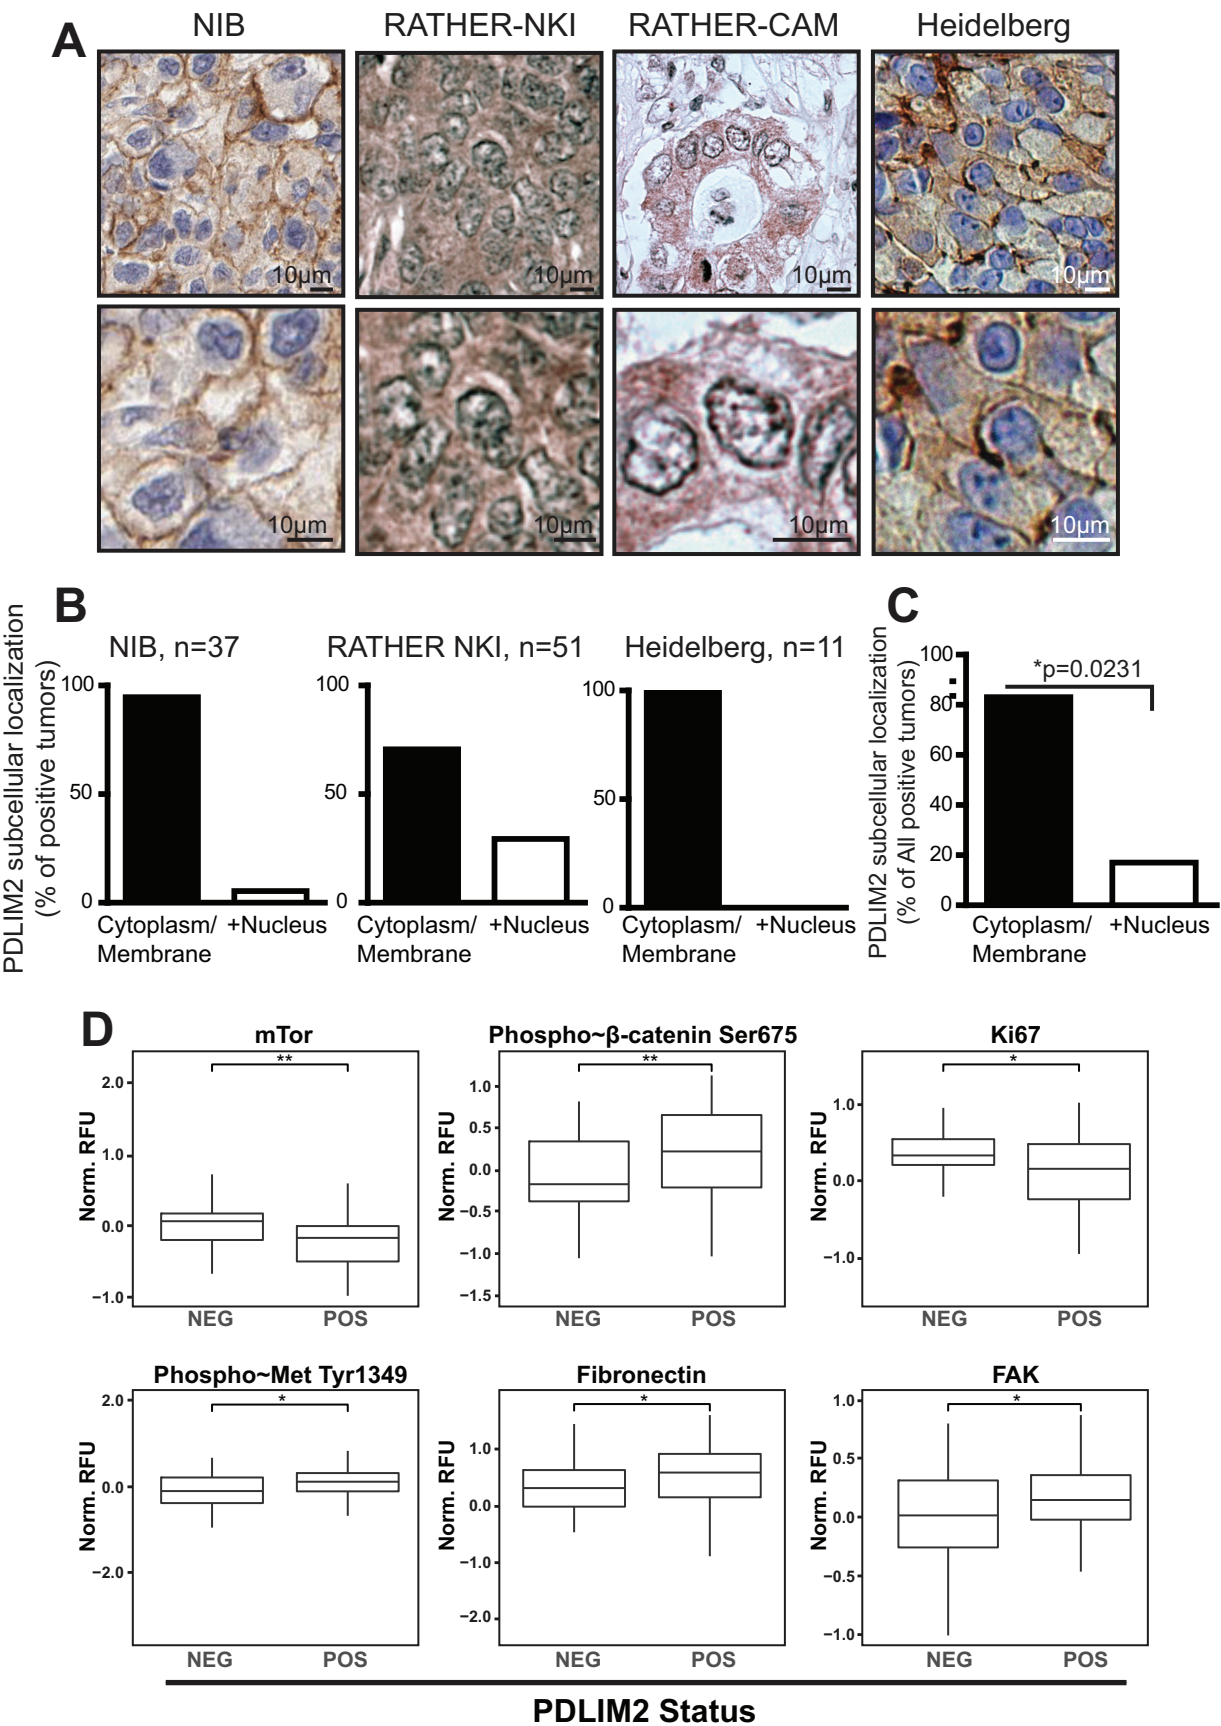 A
NIB
RATHER-NKI
RATHER-CAM
Heidelberg
10µm
10µm
10µm
10µm
10µm
10µm
10µm
10µm
B
PDLIM2 subcellular localization
(% of positive tumors)
NIB, n=37
100
50
0
Cytoplasm/
Membrane
+Nucleus
RATHER NKI, n=51
100
50
0
Cytoplasm/
Membrane
+Nucleus
Heidelberg, n=11
100
50
0
Cytoplasm/
Membrane
+Nucleus
C
PDLIM2 subcellular localization
(% of All positive tumors)
100
80
60
40
20
0
*p=0.0231
Cytoplasm/
Membrane
+Nucleus
D
mTor
Norm. RFU
2.0
1.0
0.0
−1.0
**
NEG
POS
Phospho~β-catenin Ser675
Norm. RFU
1.0
0.5
0.0
−0.5
−1.0
−1.5
**
NEG
POS
Ki67
Norm. RFU
1.0
0.0
−1.0
*
NEG
POS
Phospho~Met Tyr1349
Norm. RFU
2.0
0.0
−2.0
*
NEG
POS
Fibronectin
Norm. RFU
1.0
0.0
−1.0
−2.0
*
NEG
POS
FAK
Norm. RFU
1.0
0.5
0.0
−0.5
−1.0
*
NEG
POS
PDLIM2 Status